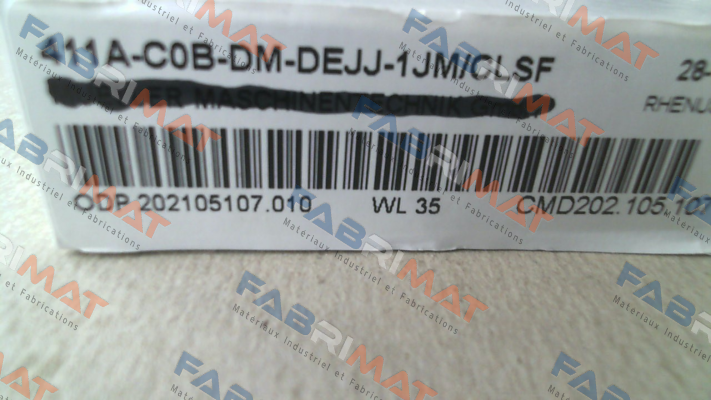 411A-C0B-DM-DEJJ-1JM/CLSF 28-
MASCHINENTECHNIK
RHENU
ODP 202105107.010 WL 35 CMD202.105.107
FABRIMAT
Materiaux Industriel et Fabrications